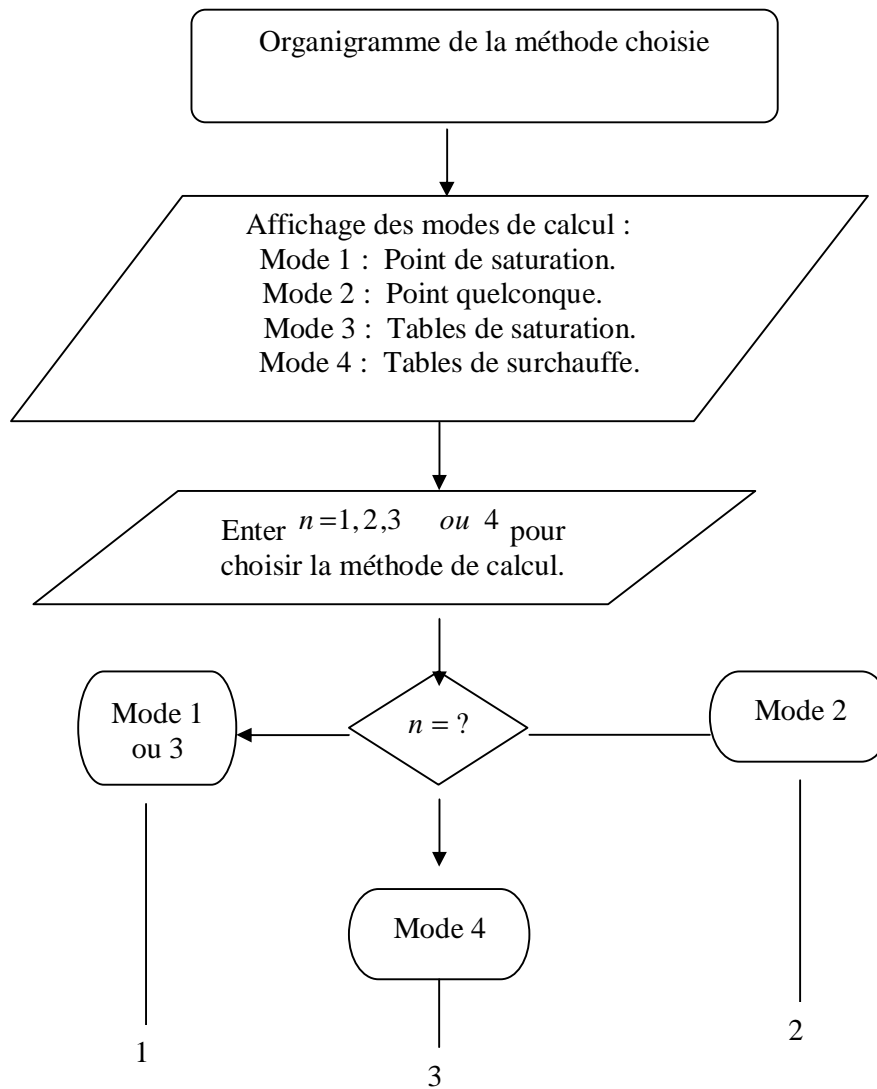 Organigramme de la méthode choisie
Affichage des modes de calcul :
Mode 1 : Point de saturation.
Mode 2 : Point quelconque.
Mode 3 : Tables de saturation.
Mode 4 : Tables de surchauffe.
Enter n=1,2,3 ou 4 pour
choisir la méthode de calcul.
Mode 1
ou 3
n = ?
Mode 2
Mode 4
1
3
2